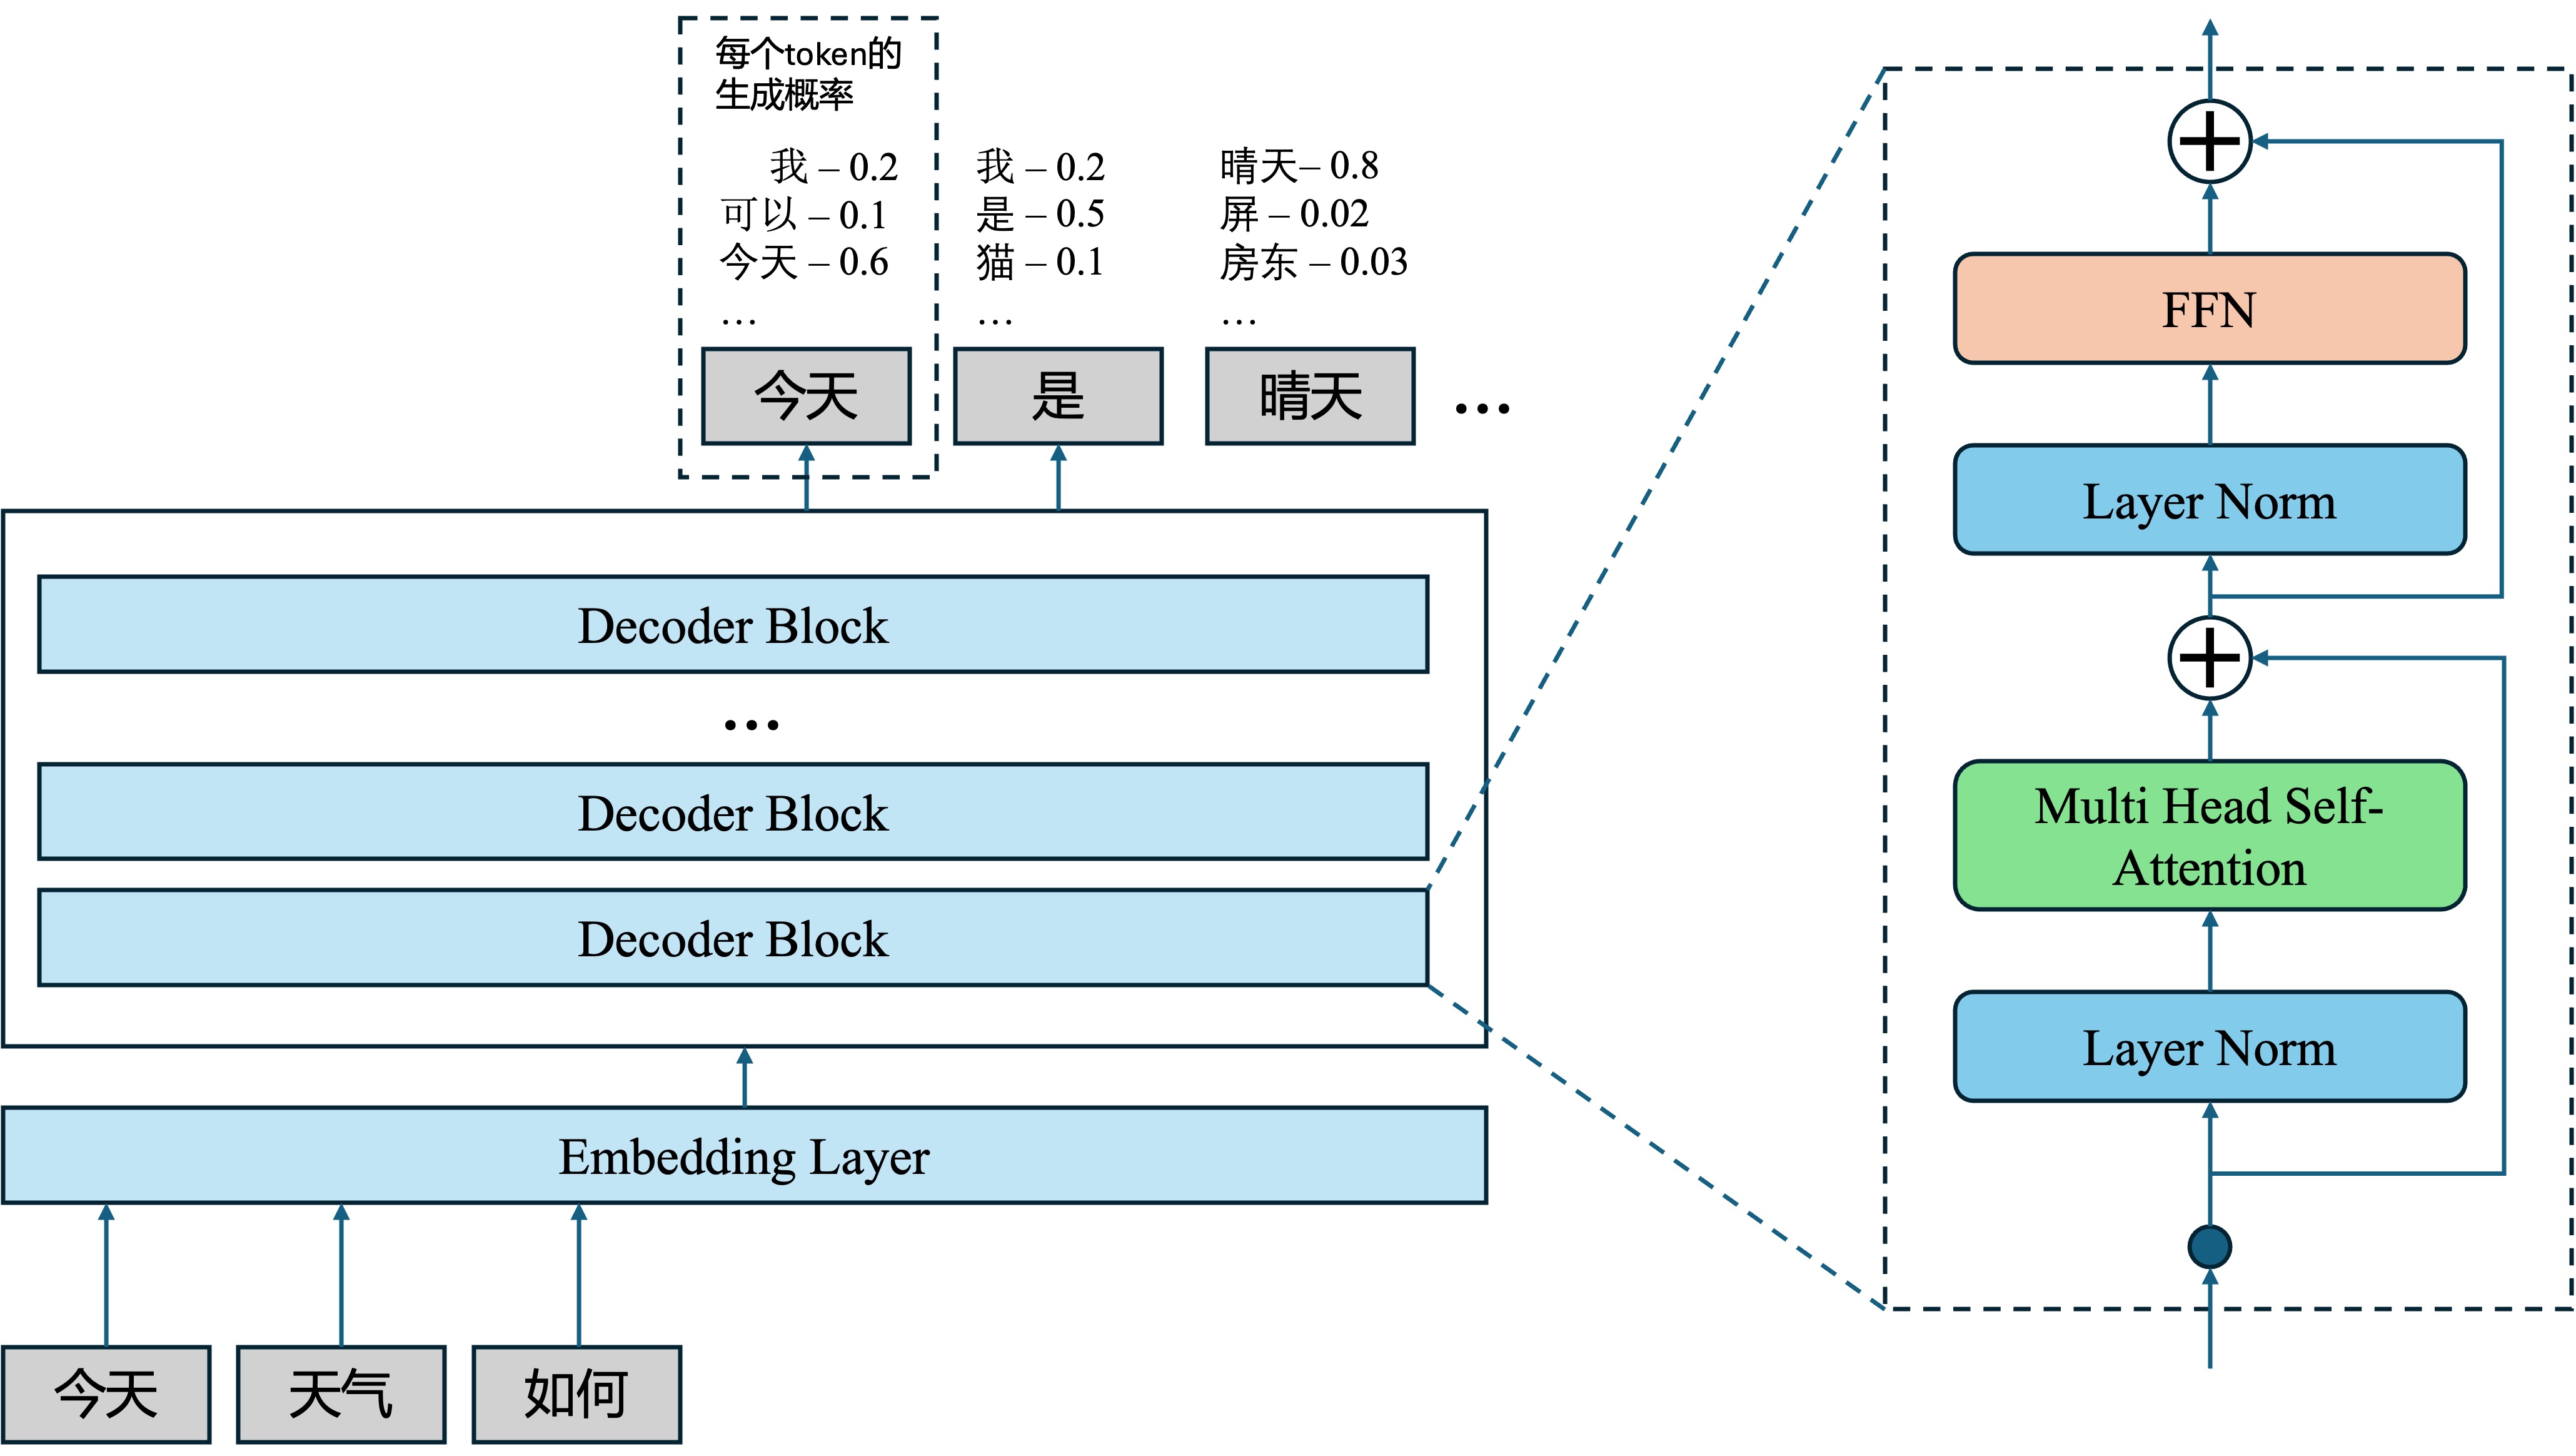 每个token的
生成概率
我 – 0.2
可以 – 0.1
今天 – 0.6
…
今天
我 – 0.2
是 – 0.5
猫 – 0.1
…
是
晴天– 0.8
屏 – 0.02
房东 – 0.03
…
晴天
...
Decoder Block
...
Decoder Block
Decoder Block
Embedding Layer
今天
天气
如何
FFN
Layer Norm
Multi Head Self-
Attention
Layer Norm